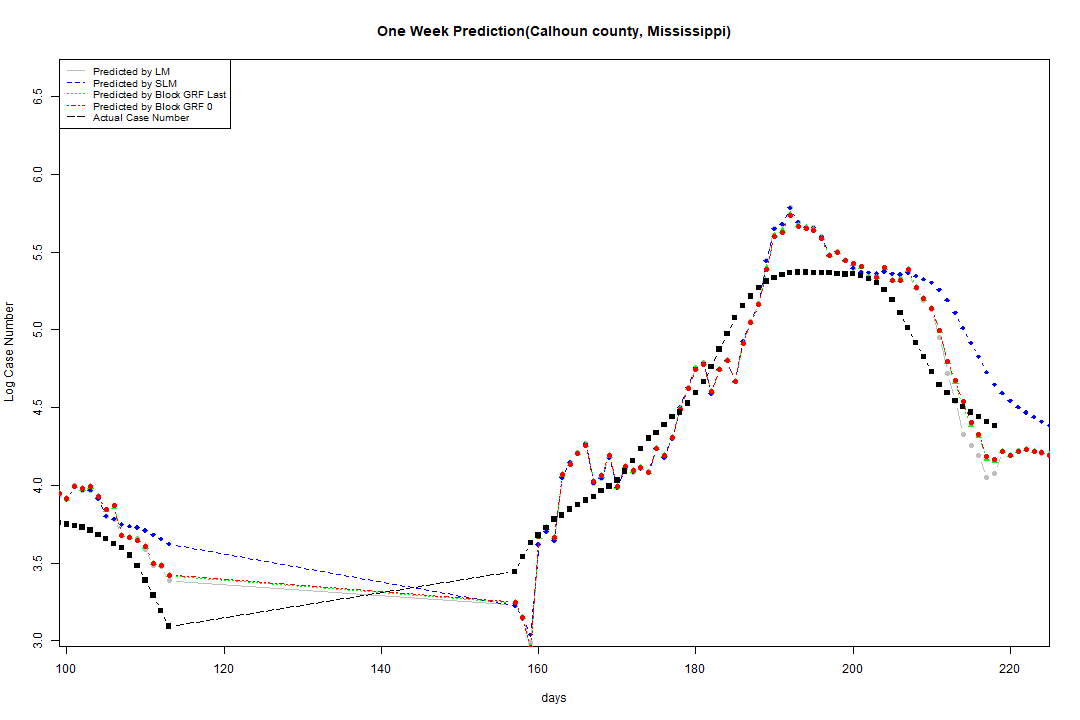 One Week Prediction(Calhoun county, Mississippi)
Predicted by LM
Predicted by SLM
Predicted by Block GRF Last
Predicted by Block GRF 0
Actual Case Number
Log Case Number
6.5
6.0
5.5
5.0
4.5
4.0
3.5
3.0
100 120 140 160 180 200 220
days